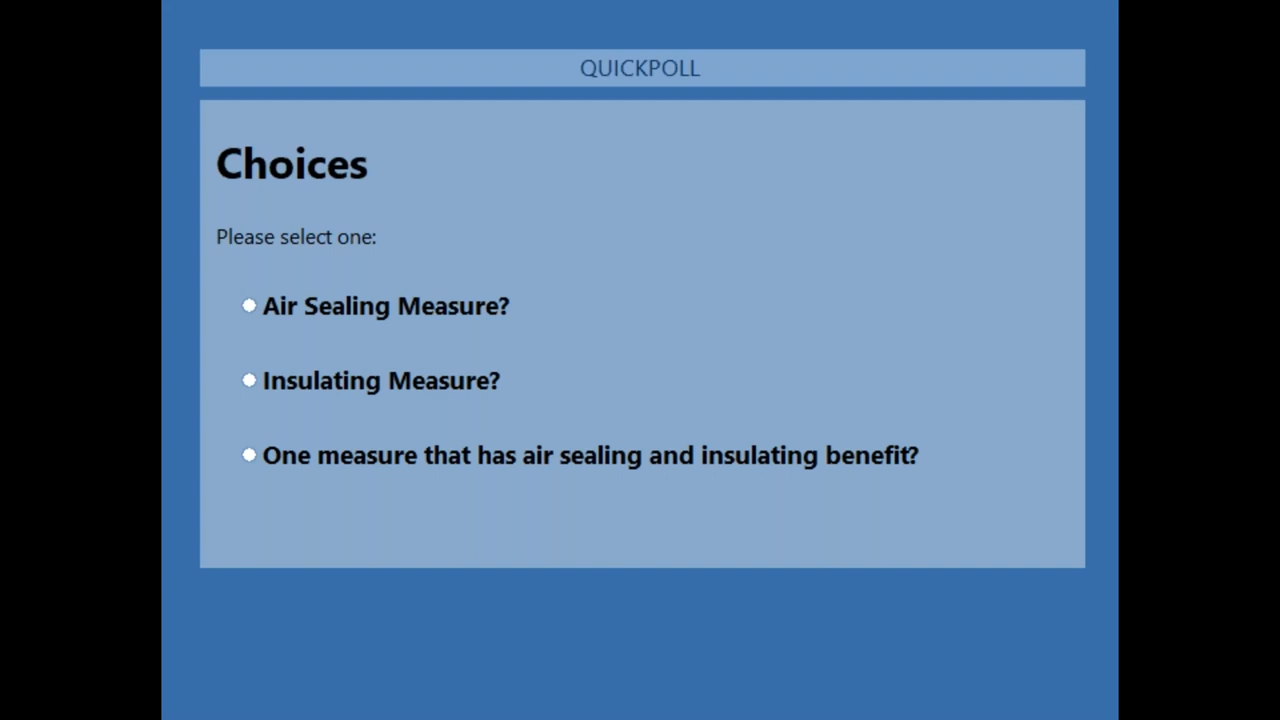 QUICKPOLL
Choices
Please select one:
Air Sealing Measure?
Insulating Measure?
One measure that has air sealing and insulating benefit?